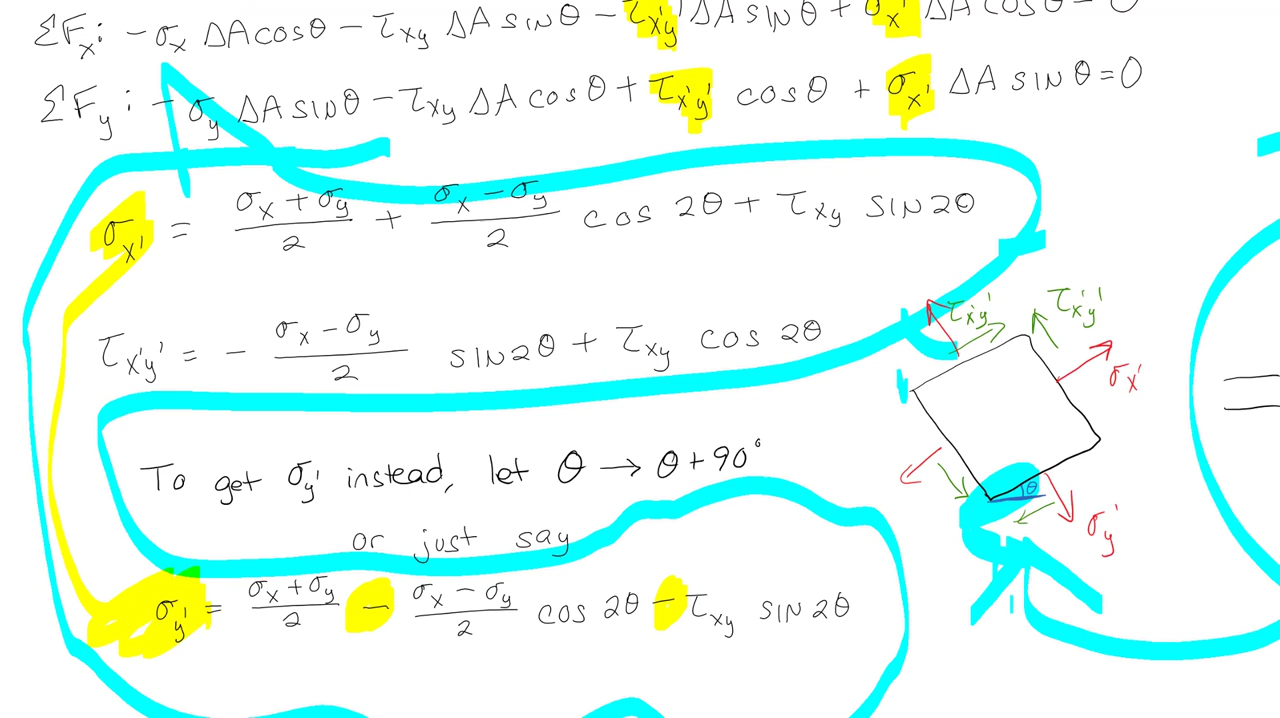 ΣFx: -σx ΔA cosθ - τxy ΔA sinθ - τx'y' ΔA sinθ + σx' ΔA cosθ = 0
ΣFy: -σy ΔA sinθ - τxy ΔA cosθ + τx'y' cosθ + σx' ΔA sinθ = 0
σx' = (σx + σy)/2 + (σx - σy)/2 cos 2θ + τxy sin 2θ
τx'y' = - (σx - σy)/2 sin 2θ + τxy cos 2θ
τx'y' τx'y'
σx'
To get σy' instead, let θ → θ + 90°
θ
σy'
or just say
σy' = (σx + σy)/2 - (σx - σy)/2 cos 2θ - τxy sin 2θ
=